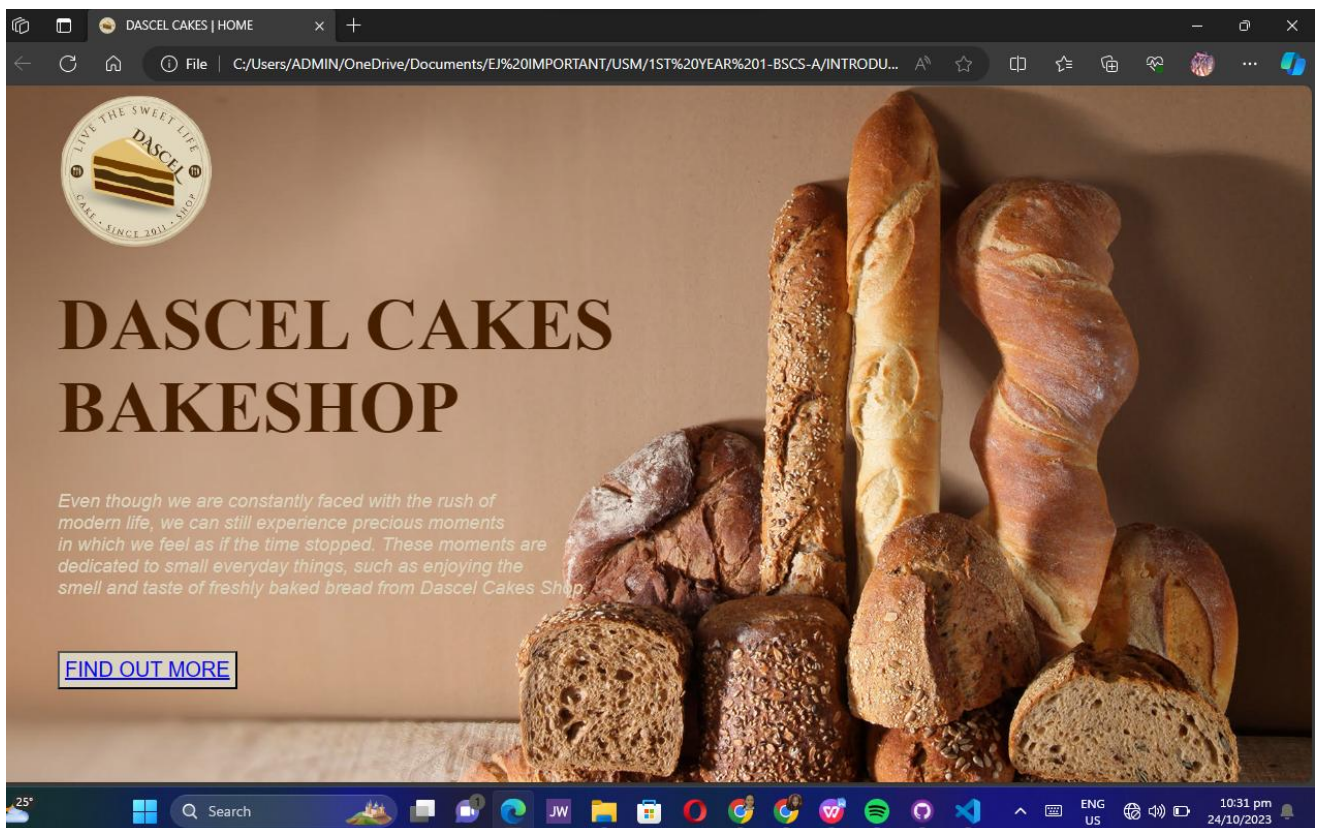 DASCEL CAKES | HOME
File | C:/Users/ADMIN/OneDrive/Documents/EJ%20IMPORTANT/USM/1ST%20YEAR%201-BSCS-A/INTRODU...
LIVE THE SWEET LIFE
DASCEL
CAKE · SINCE 2011 · SHOP
DASCEL CAKES
BAKESHOP
Even though we are constantly faced with the rush of
modern life, we can still experience precious moments
in which we feel as if the time stopped. These moments are
dedicated to small everyday things, such as enjoying the
smell and taste of freshly baked bread from Dascel Cakes Shop.
FIND OUT MORE
25°
Search
1
JW
ENG
US
10:31 pm
24/10/2023